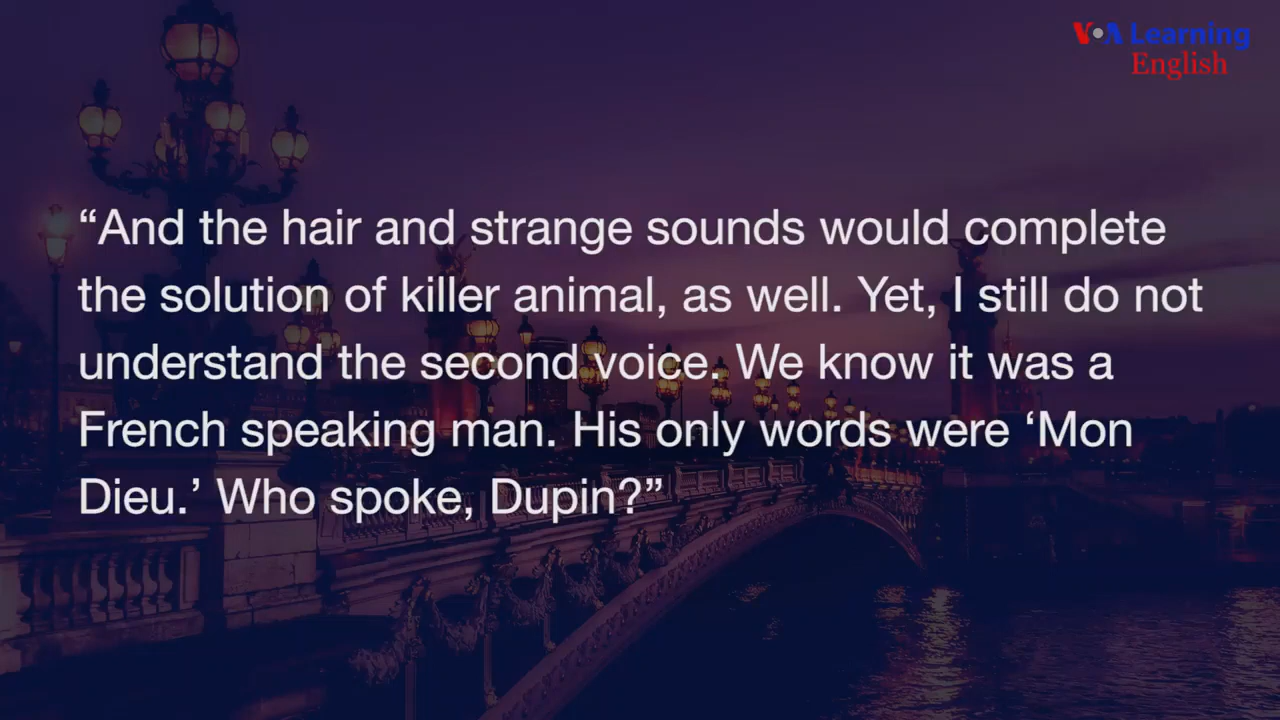 VOA Learning
English
“And the hair and strange sounds would complete
the solution of killer animal, as well. Yet, I still do not
understand the second voice. We know it was a
French speaking man. His only words were ‘Mon
Dieu.’ Who spoke, Dupin?”